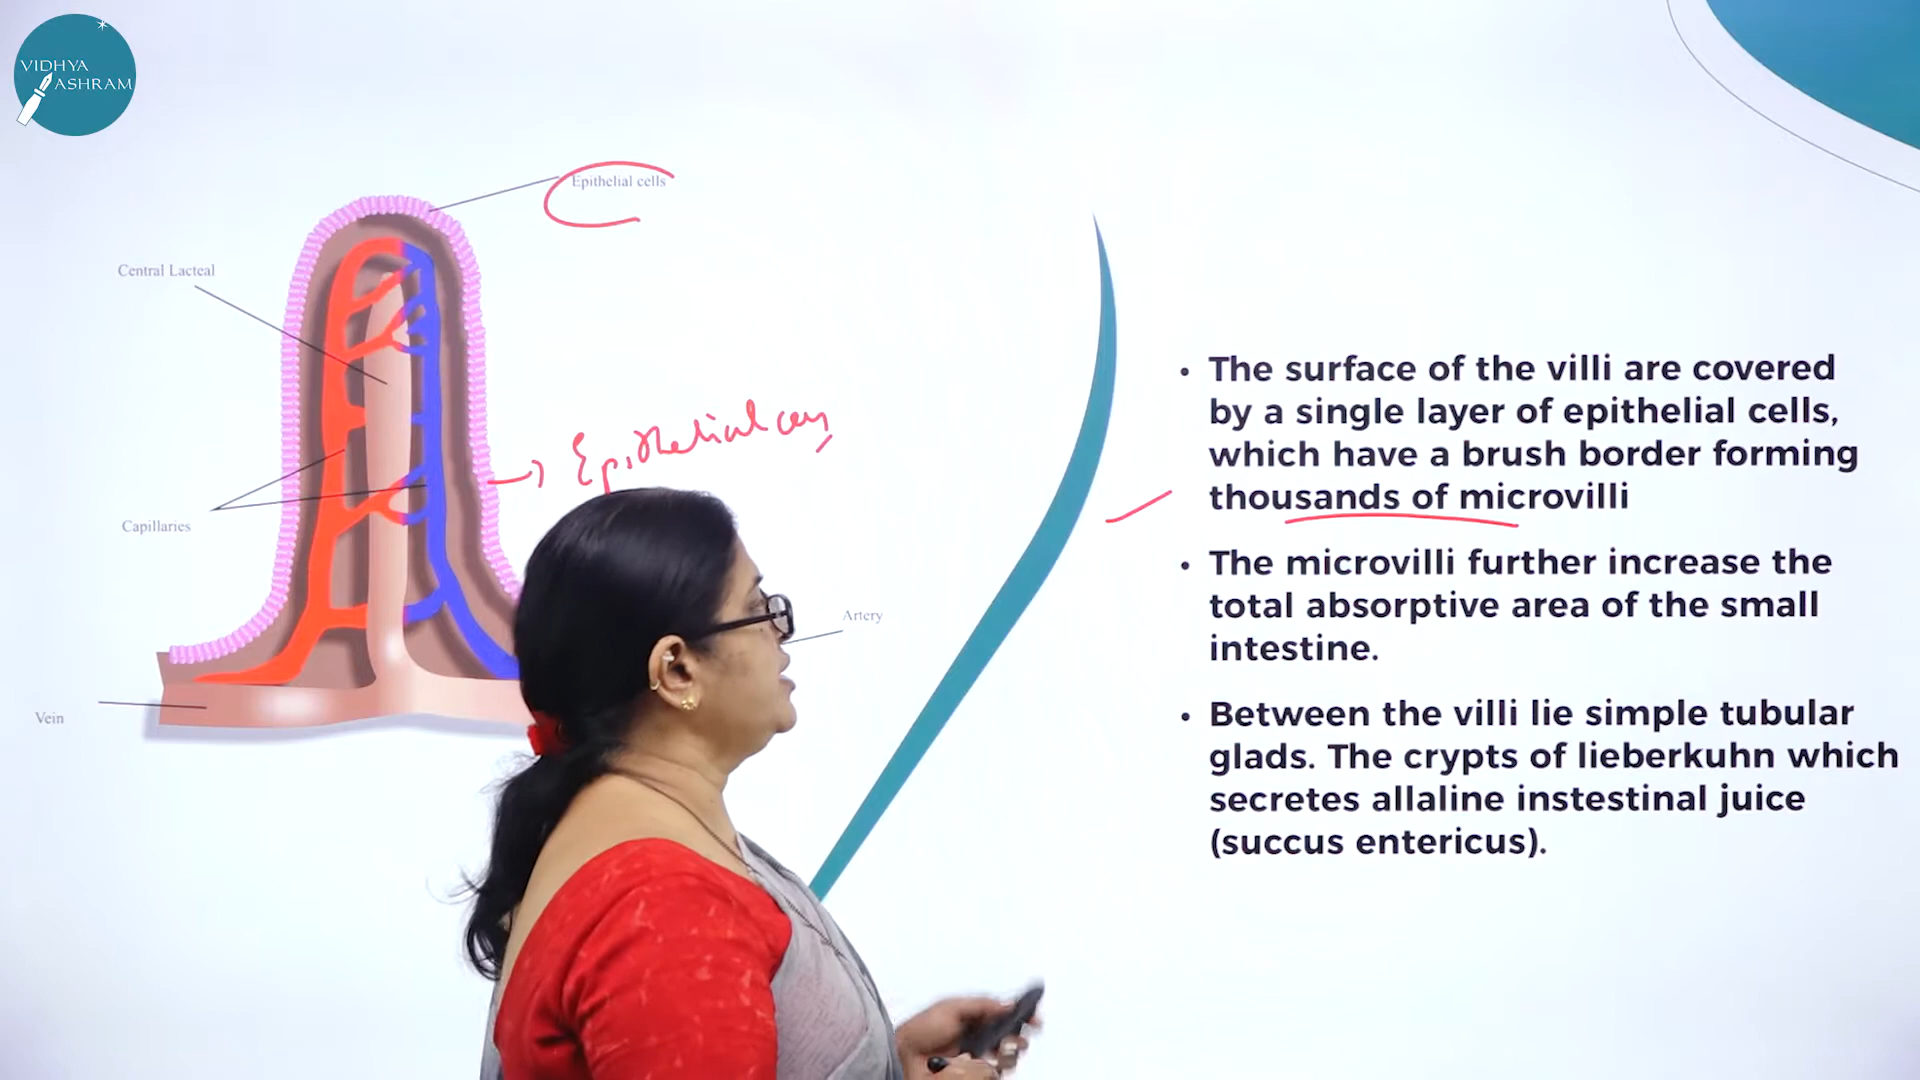 VIDHYA
ASHRAM
Epithelial cells
Central Lacteal
Epithelial
Capillaries
Artery
Vein
• The surface of the villi are covered
by a single layer of epithelial cells,
which have a brush border forming
thousands of microvilli
• The microvilli further increase the
total absorptive area of the small
intestine.
• Between the villi lie simple tubular
glads. The crypts of lieberkuhn which
secretes allaline instestinal juice
(succus entericus).